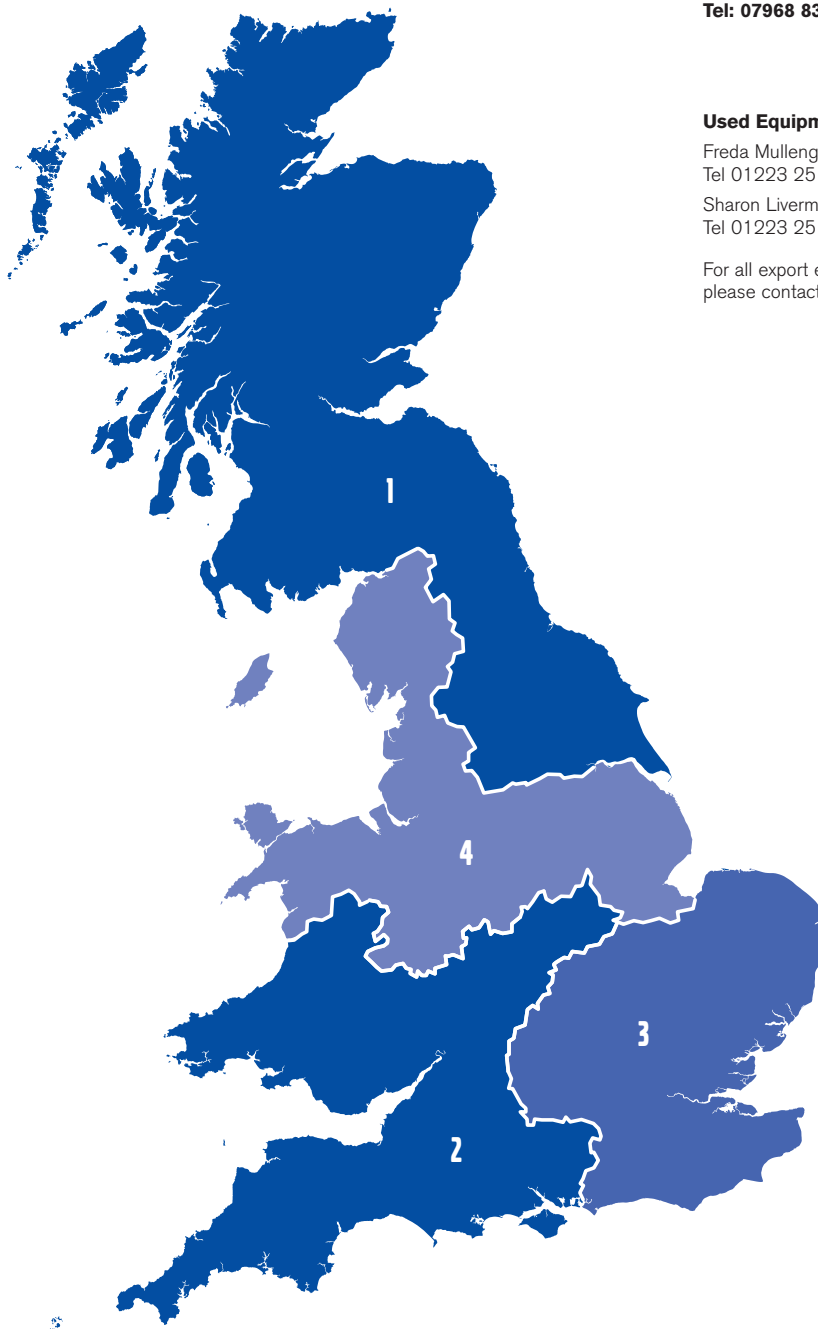 Tel: 07968 83
Used Equipm
Freda Mulleng
Tel 01223 25
Sharon Liverm
Tel 01223 25
For all export e
please contact
1
4
3
2